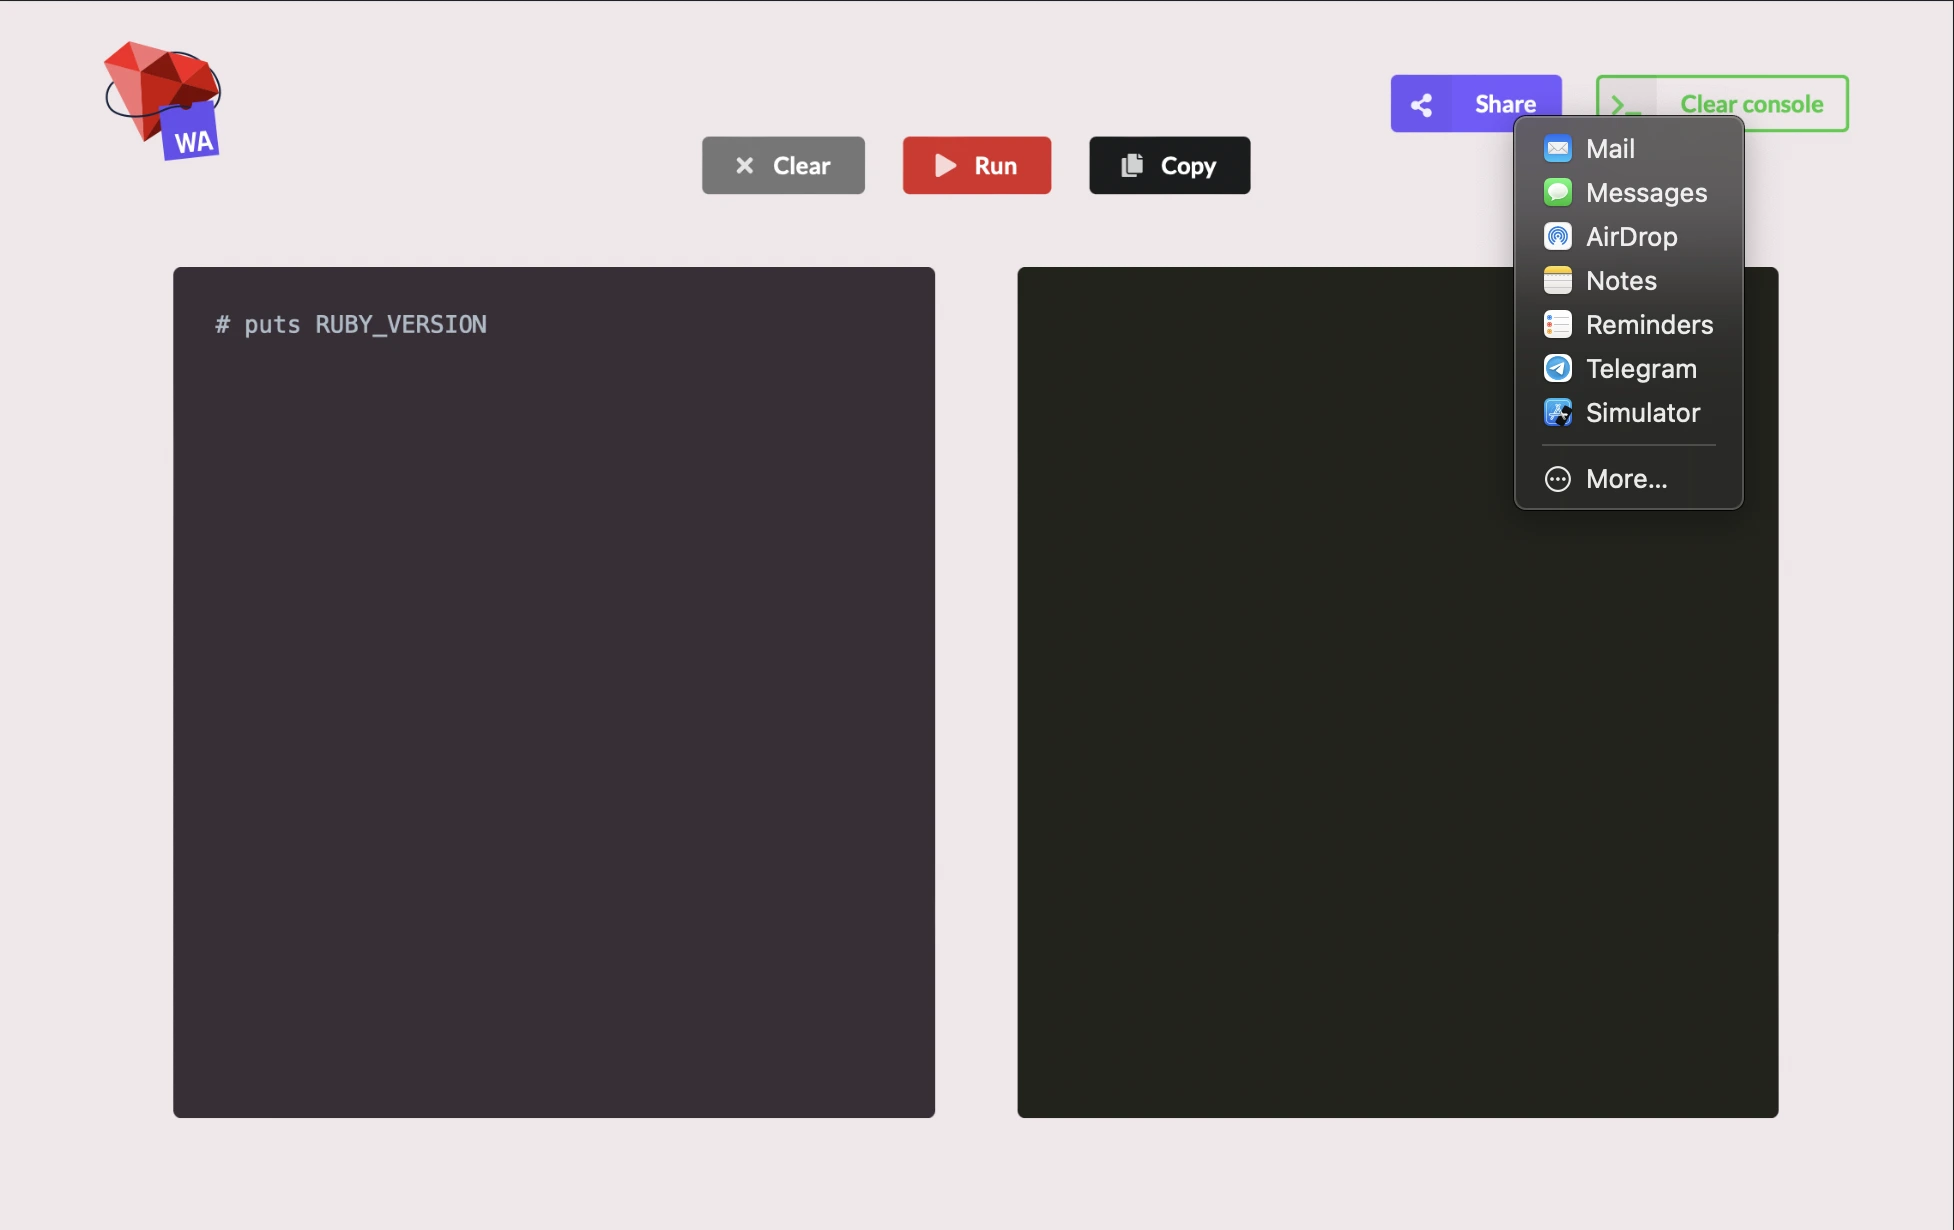 WA
Share
Clear console
Clear
Run
Copy
# puts RUBY_VERSION
Mail
Messages
AirDrop
Notes
Reminders
Telegram
Simulator
More...